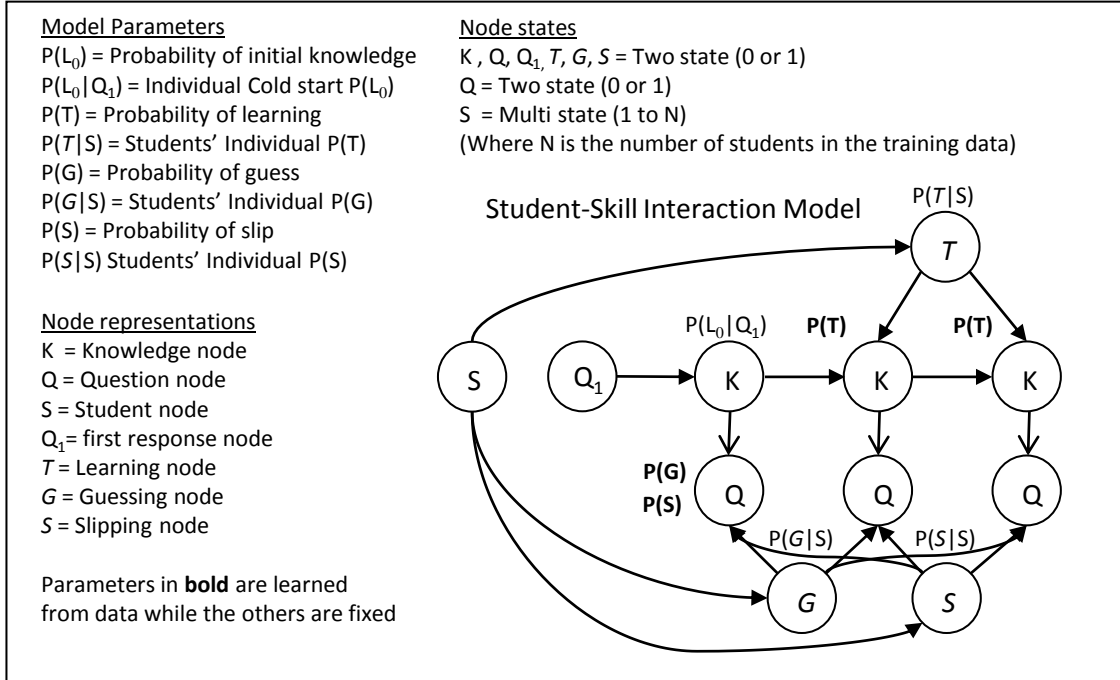 Model Parameters
P(L₀) = Probability of initial knowledge
P(L₀|Q₁) = Individual Cold start P(L₀)
P(T) = Probability of learning
P(T|S) = Students’ Individual P(T)
P(G) = Probability of guess
P(G|S) = Students’ Individual P(G)
P(S) = Probability of slip
P(S|S) Students’ Individual P(S)
Node representations
K = Knowledge node
Q = Question node
S = Student node
Q₁= first response node
T = Learning node
G = Guessing node
S = Slipping node
Parameters in bold are learned
from data while the others are fixed
Node states
K , Q, Q₁, T, G, S = Two state (0 or 1)
Q = Two state (0 or 1)
S = Multi state (1 to N)
(Where N is the number of students in the training data)
Student-Skill Interaction Model
P(T|S)
T
P(L₀|Q₁) P(T) P(T)
S Q₁ K K K
P(G)
P(S)
Q Q Q
P(G|S) P(S|S)
G S